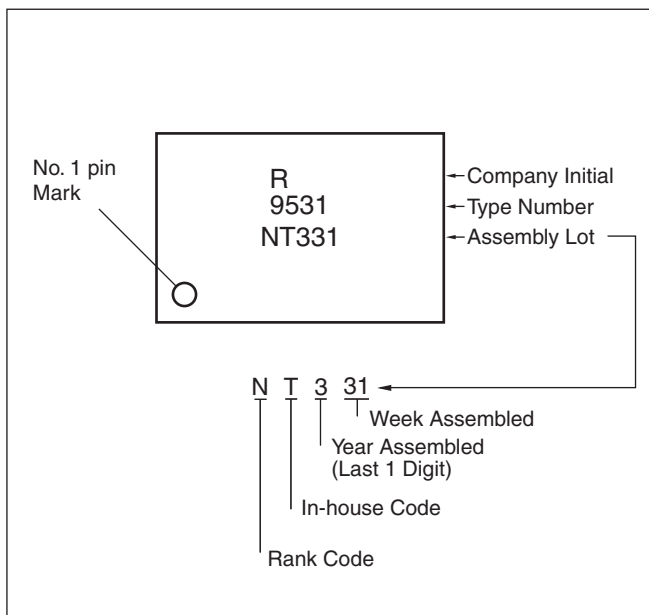 No. 1 pin
Mark
R
9531
NT331
Company Initial
Type Number
Assembly Lot
N T 3 31
Week Assembled
Year Assembled
(Last 1 Digit)
In-house Code
Rank Code